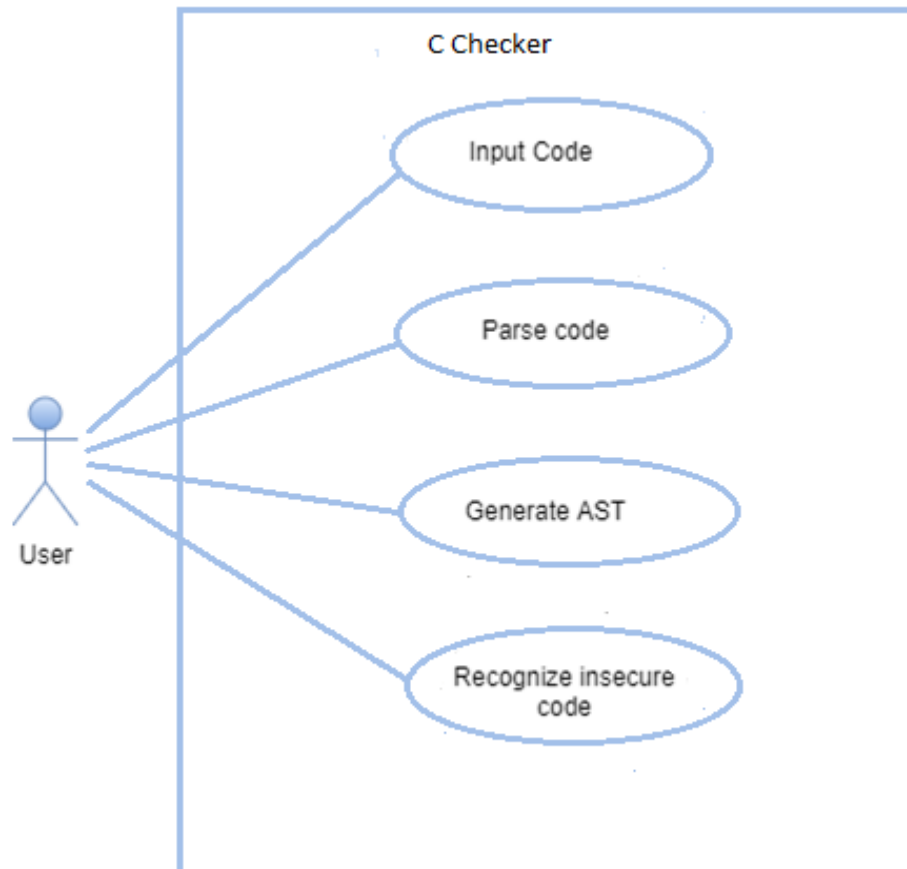 C Checker
Input Code
Parse code
Generate AST
User
Recognize insecure
code